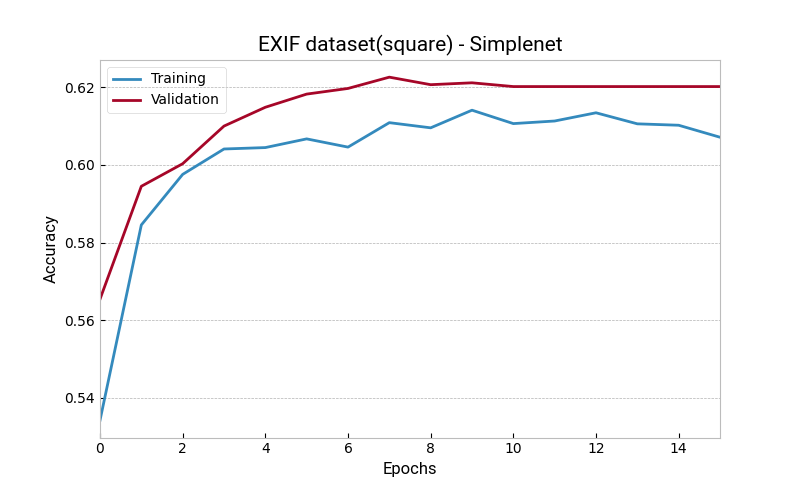 EXIF dataset(square) - Simplenet
Training
Validation
0.62
0.60
0.58
0.56
0.54
Accuracy
0 2 4 6 8 10 12 14
Epochs